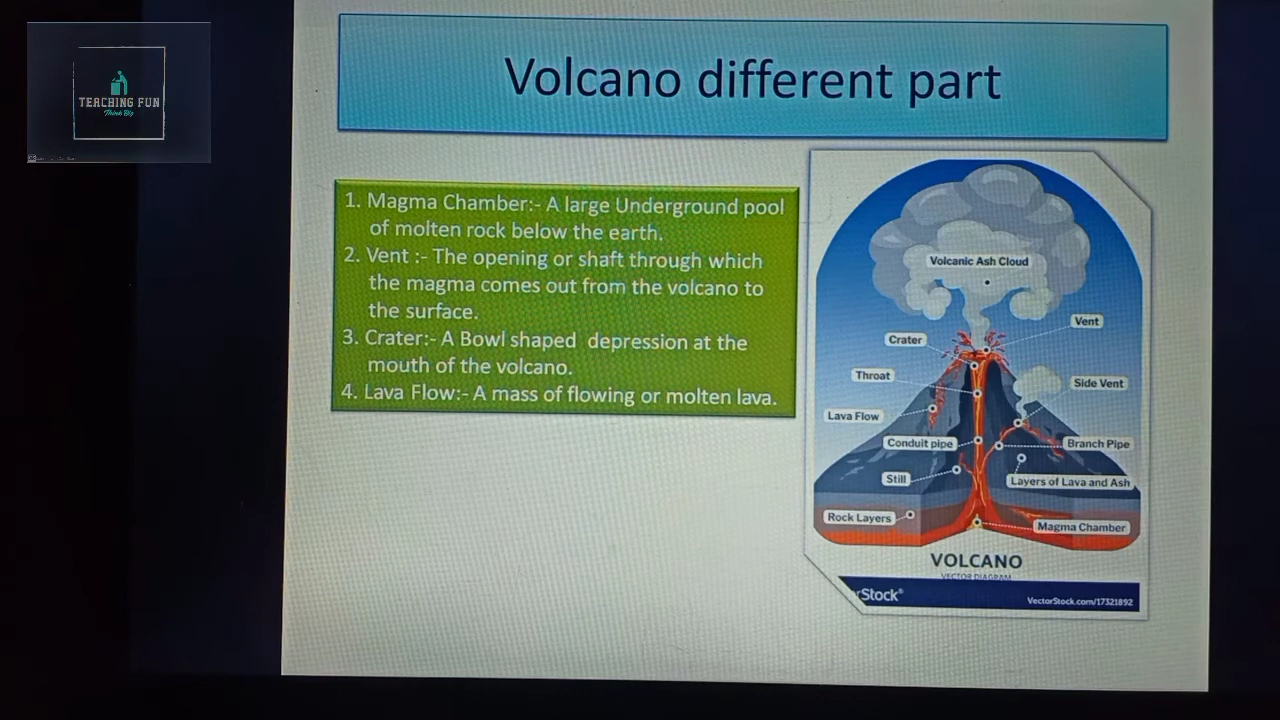 TEACHING FUN
Think Big
Volcano different part
1. Magma Chamber:- A large Underground pool
of molten rock below the earth.
2. Vent :- The opening or shaft through which
the magma comes out from the volcano to
the surface.
3. Crater:- A Bowl shaped depression at the
mouth of the volcano.
4. Lava Flow:- A mass of flowing or molten lava.
Volcanic Ash Cloud
Vent
Crater
Throat
Side Vent
Lava Flow
Conduit pipe
Branch Pipe
Still
Layers of Lava and Ash
Rock Layers
Magma Chamber
VOLCANO
VECTOR DIAGRAM
rStock®
VectorStock.com/17321892